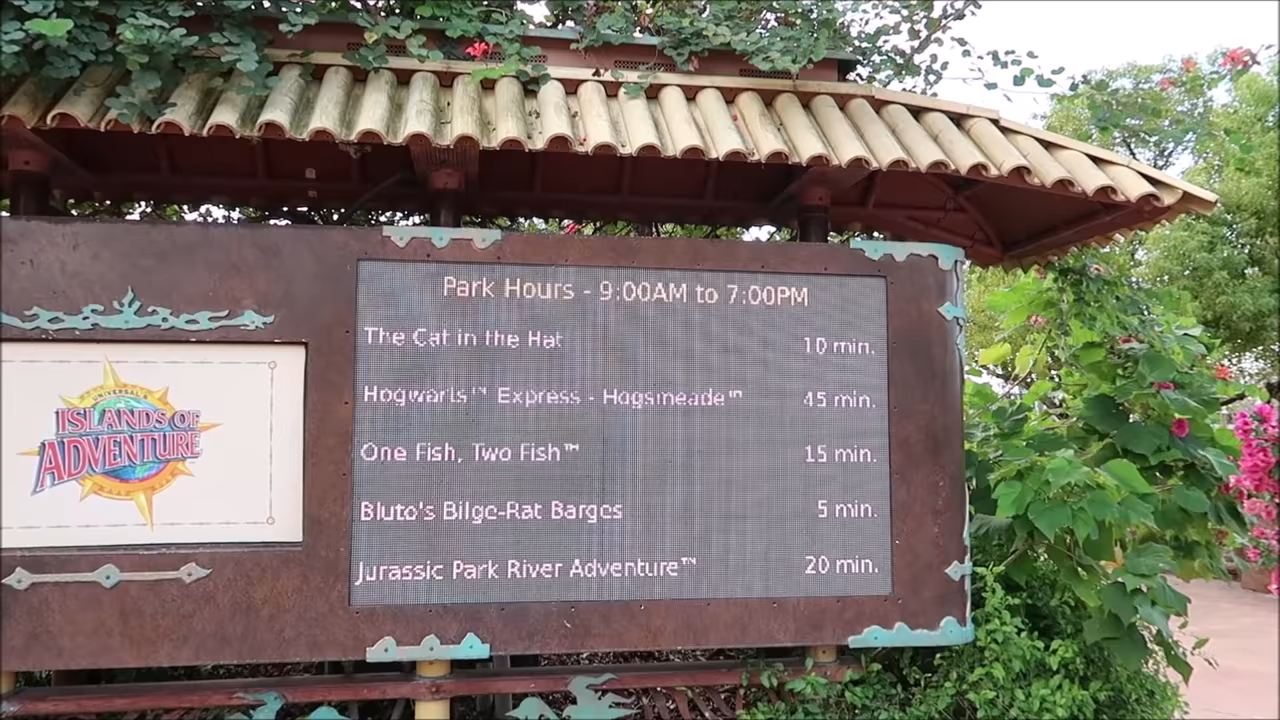 Park Hours - 9:00AM to 7:00PM
The Cat in the Hat 10 min.
Hogwarts™ Express - Hogsmeade™ 45 min.
One Fish, Two Fish™ 15 min.
Bluto's Bilge-Rat Barges 5 min.
Jurassic Park River Adventure™ 20 min.
UNIVERSAL'S
ISLANDS OF
ADVENTURE